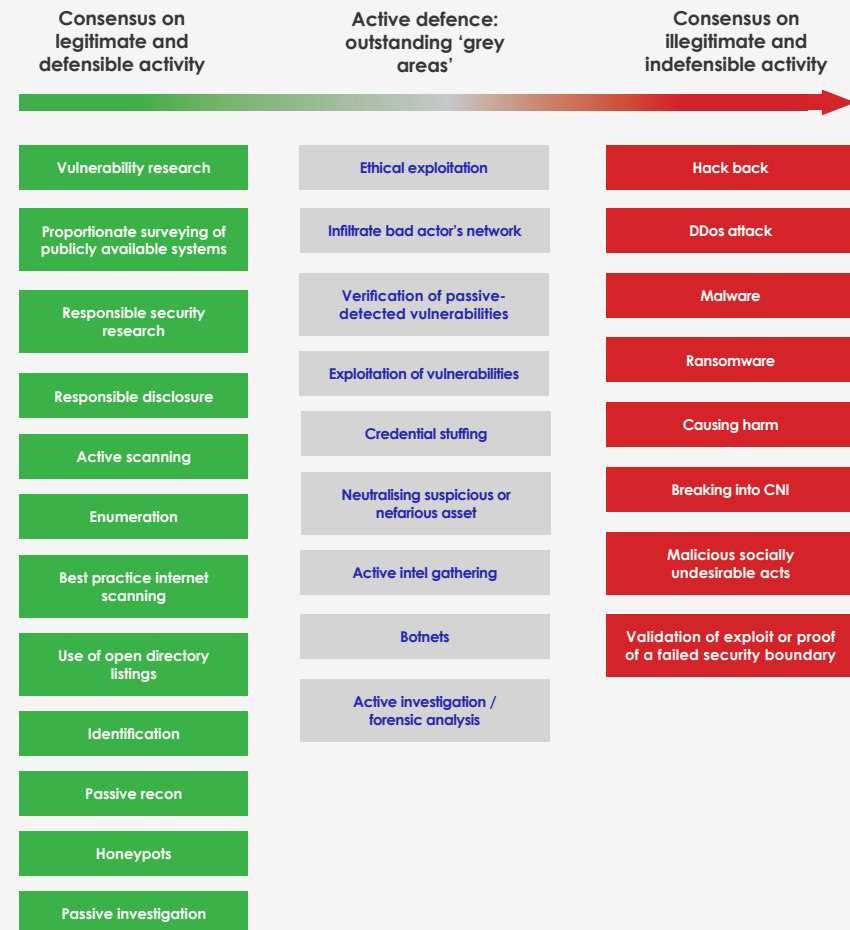 Consensus on
legitimate and
defensible activity
Active defence:
outstanding ‘grey
areas’
Consensus on
illegitimate and
indefensible activity
Vulnerability research
Proportionate surveying of
publicly available systems
Responsible security
research
Responsible disclosure
Active scanning
Enumeration
Best practice internet
scanning
Use of open directory
listings
Identification
Passive recon
Honeypots
Passive investigation
Ethical exploitation
Infiltrate bad actor’s network
Verification of passive-
detected vulnerabilities
Exploitation of vulnerabilities
Credential stuffing
Neutralising suspicious or
nefarious asset
Active intel gathering
Botnets
Active investigation /
forensic analysis
Hack back
DDos attack
Malware
Ransomware
Causing harm
Breaking into CNI
Malicious socially
undesirable acts
Validation of exploit or proof
of a failed security boundary